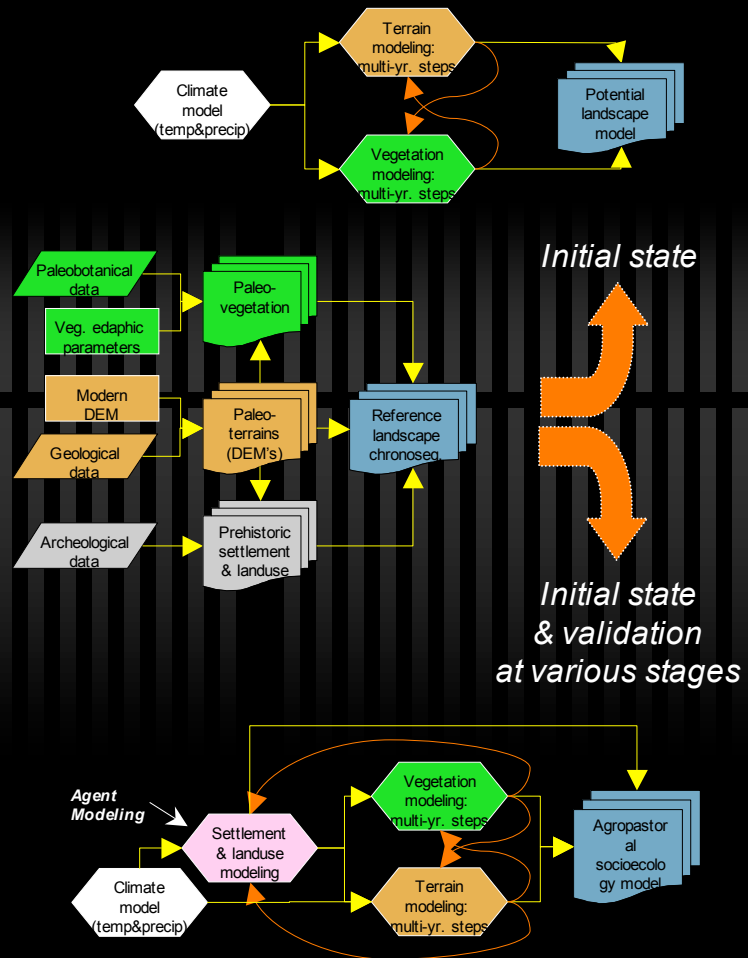 Terrain
modeling:
multi-yr. steps
Climate
model
(temp&precip)
Potential
landscape
model
Vegetation
modeling:
multi-yr. steps
Initial state
Paleobotanical
data
Paleo-
vegetation
Veg. edaphic
parameters
Modern
DEM
Paleo-
terrains
(DEM's)
Reference
landscape
chronoseq.
Geological
data
Archeological
data
Prehistoric
settlement
& landuse
Initial state
& validation
at various stages
Agent
Modeling
Vegetation
modeling:
multi-yr. steps
Settlement
& landuse
modeling
Agropastor
al
socioecolo
gy model
Climate
model
(temp&precip)
Terrain
modeling:
multi-yr. steps